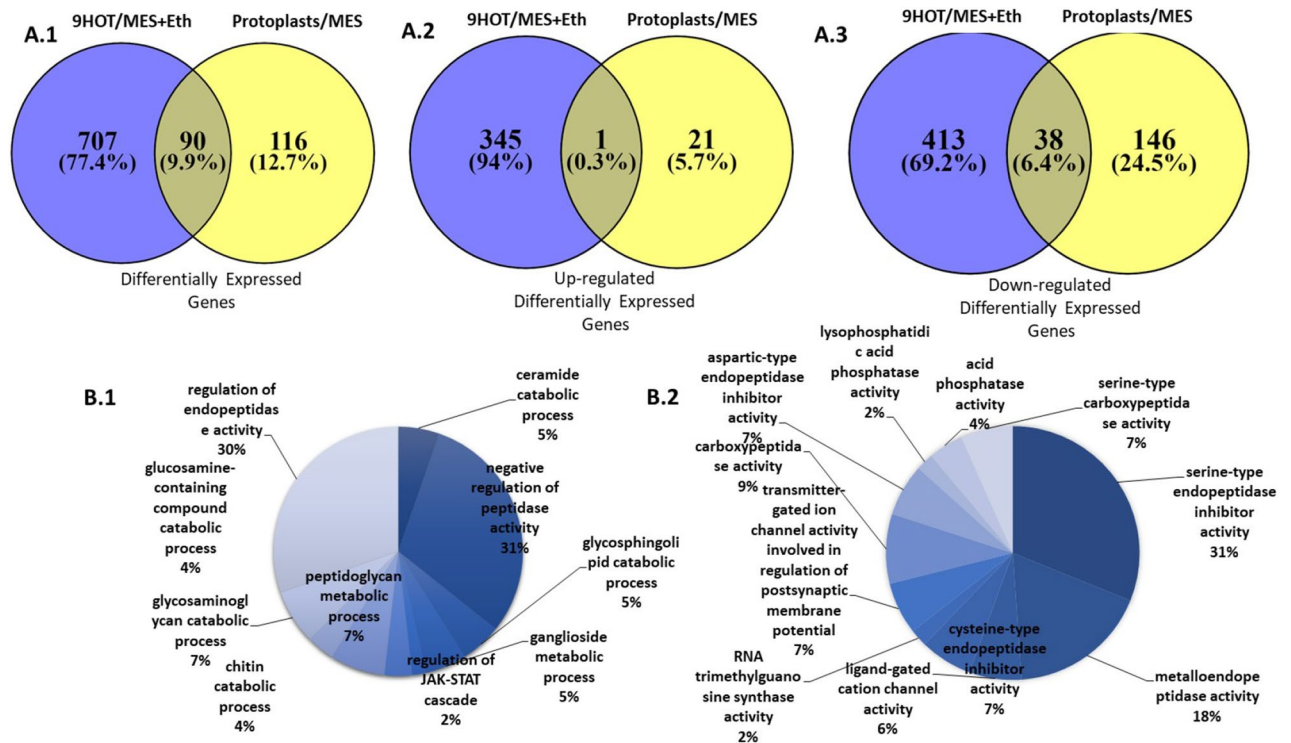 A.1
9HOT/MES+Eth
Protoplasts/MES
707
(77.4%)
90
(9.9%)
116
(12.7%)
Differentially Expressed
Genes
A.2
9HOT/MES+Eth
Protoplasts/MES
345
(94%)
1
(0.3%)
21
(5.7%)
Up-regulated
Differentially Expressed
Genes
A.3
9HOT/MES+Eth
Protoplasts/MES
413
(69.2%)
38
(6.4%)
146
(24.5%)
Down-regulated
Differentially Expressed
Genes
B.1
regulation of
endopeptidas
e activity
30%
glucosamine-
containing
compound
catabolic
process
4%
glycosaminogl
ycan catabolic
process
7%
chitin
catabolic
process
4%
peptidoglycan
metabolic
process
7%
regulation of
JAK-STAT
cascade
2%
ganglioside
metabolic
process
5%
glycosphingoli
pid catabolic
process
5%
negative
regulation of
peptidase
activity
31%
ceramide
catabolic
process
5%
B.2
aspartic-type
endopeptidase
inhibitor
activity
7%
carboxypeptida
se activity
9%
transmitter-
gated ion
channel activity
involved in
regulation of
postsynaptic
membrane
potential
7%
RNA
trimethylguano
sine synthase
activity
2%
ligand-gated
cation channel
activity
6%
cysteine-type
endopeptidase
inhibitor
activity
7%
metalloendope
ptidase activity
18%
serine-type
endopeptidase
inhibitor
activity
31%
serine-type
carboxypeptida
se activity
7%
acid
phosphatase
activity
4%
lysophosphatidi
c acid
phosphatase
activity
2%